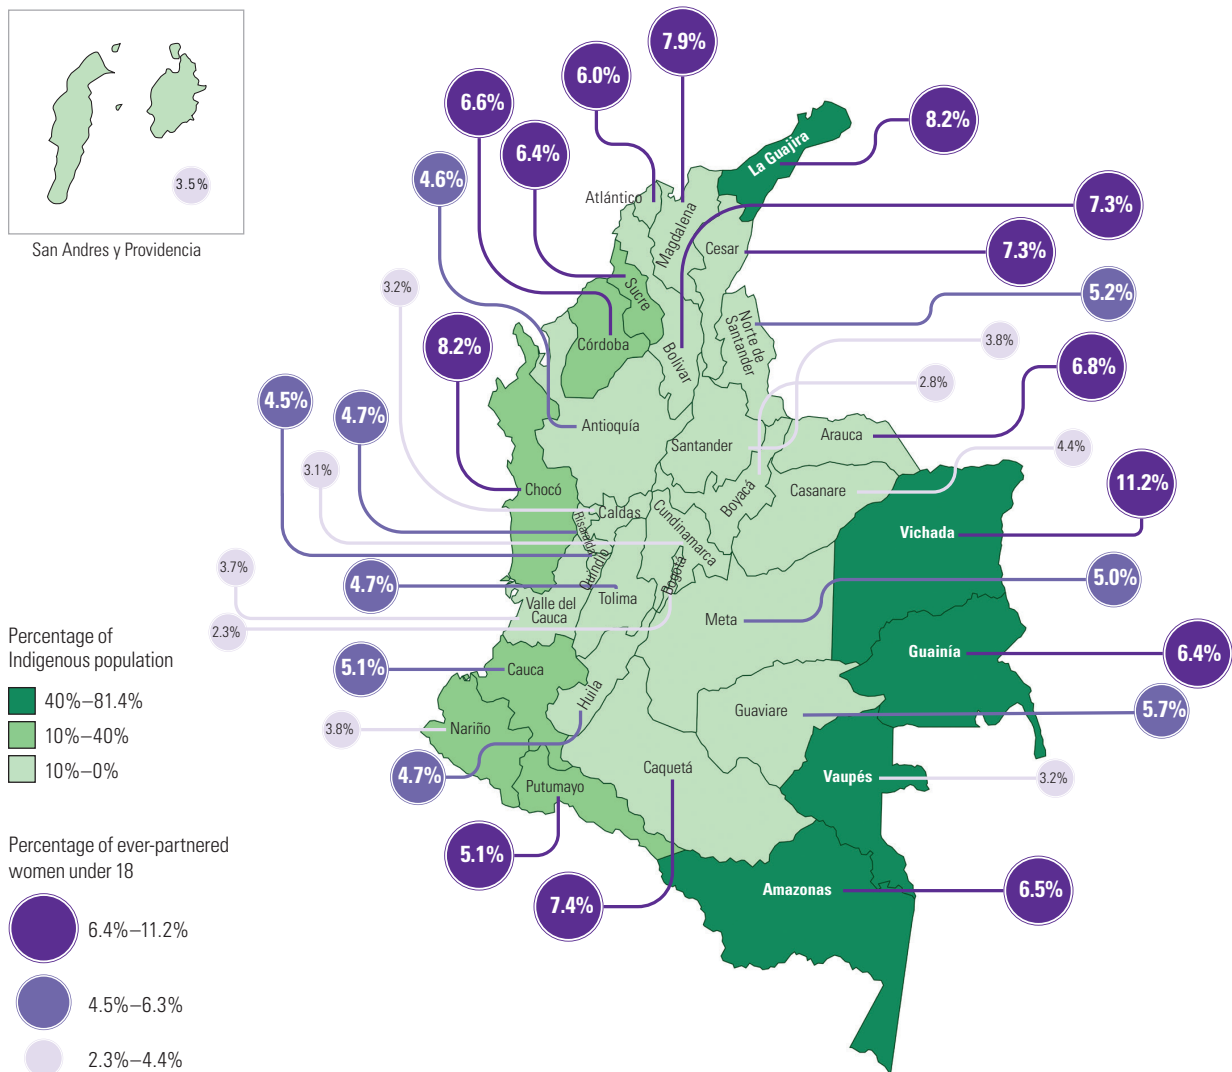 7.9%
6.0%
6.6%
8.2%
6.4%
4.6%
3.5%
San Andres y Providencia
La Guajira
Atlántico
Magdalena
Cesar
7.3%
7.3%
5.2%
3.2%
Sucre
Córdoba
Bolívar
Norte de
Santander
3.8%
2.8%
6.8%
8.2%
4.5%
4.7%
Antioquía
Santander
Arauca
4.4%
3.1%
Chocó
Caldas
Boyacá
Casanare
11.2%
Risaralda
Cundinamarca
Vichada
3.7%
4.7%
Quindío
Tolima
Bogotá
5.0%
Valle del
Cauca
Meta
2.3%
Percentage of
Indigenous population
40%–81.4%
10%–40%
10%–0%
5.1%
Cauca
Huila
Guainía
6.4%
3.8%
Nariño
Guaviare
5.7%
4.7%
Putumayo
Caquetá
Vaupés
3.2%
Percentage of ever-partnered
women under 18
6.4%–11.2%
4.5%–6.3%
2.3%–4.4%
5.1%
7.4%
Amazonas
6.5%